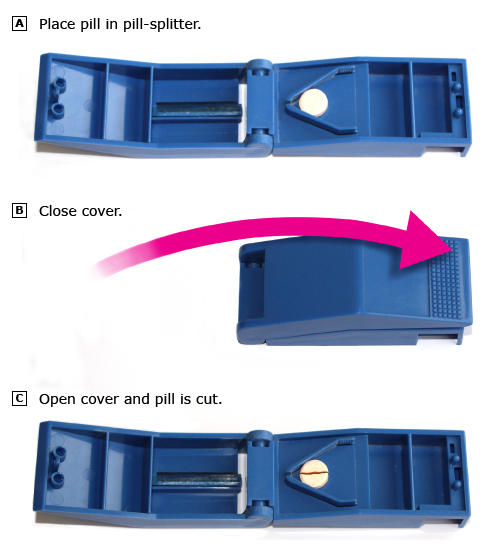 A Place pill in pill-splitter.
B Close cover.
C Open cover and pill is cut.